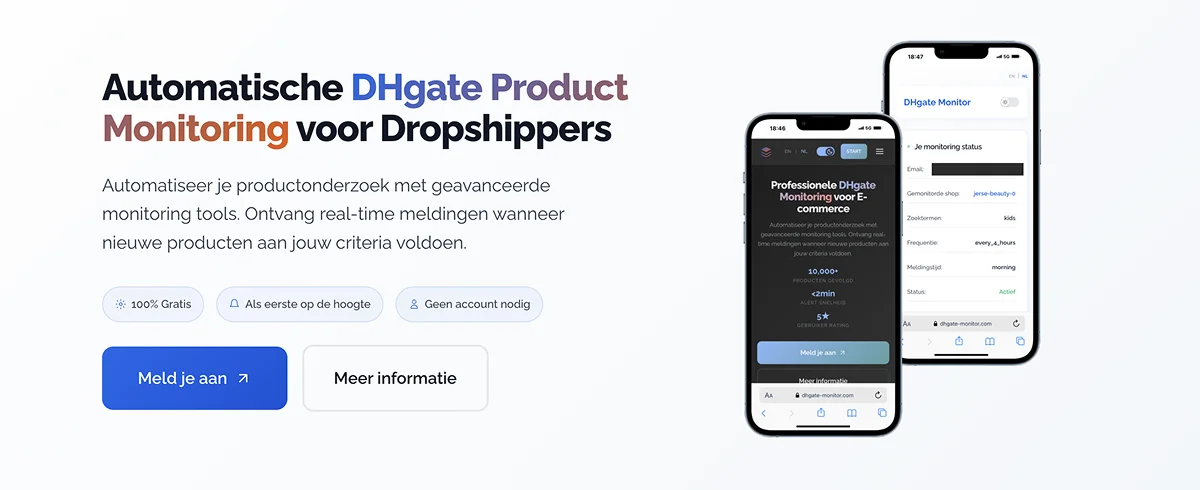 Automatische DHgate Product
Monitoring voor Dropshippers
Automatiseer je productonderzoek met geavanceerde
monitoring tools. Ontvang real-time meldingen wanneer
nieuwe producten aan jouw criteria voldoen.
100% Gratis
Als eerste op de hoogte
Geen account nodig
Meld je aan
Meer informatie
18:46
5G
EN | NL
START
Professionele DHgate
Monitoring voor E-
commerce
Automatiseer je productonderzoek met
geavanceerde monitoring tools. Ontvang real-
time meldingen wanneer nieuwe producten aan
jouw criteria voldoen.
10,000+
PRODUCTEN GEVOLGD
<2min
ALERT SNELHEID
5★
GEBRUIKER RATING
Meld je aan
Meer informatie
AA
dhgate-monitor.com
18:47
5G
EN | NL
DHgate Monitor
Je monitoring status
Email:
Gemonitorde shop: jerse-beauty-0
Zoektermen: kids
Frequentie: every_4_hours
Meldingstijd: morning
Status: Actief
AA
dhgate-monitor.com